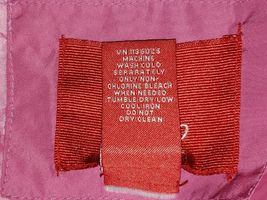 MACHINE
WASH COLD
SEPARATELY
ONLY NON-
CHLORINE BLEACH
WHEN NEEDED
TUMBLE DRY LOW
COOL IRON
DO NOT
DRY CLEAN